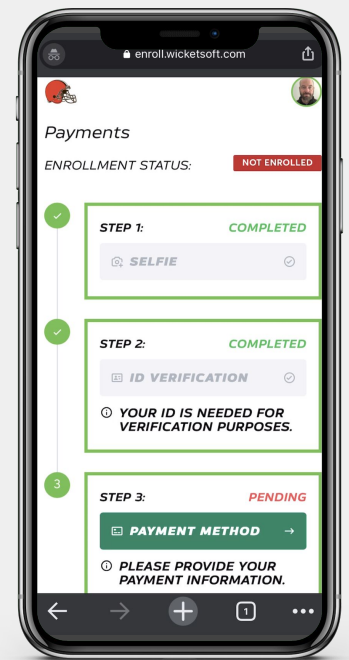 enroll.wicketsoft.com
Payments
ENROLLMENT STATUS: NOT ENROLLED
STEP 1: COMPLETED
SELFIE
STEP 2: COMPLETED
ID VERIFICATION
YOUR ID IS NEEDED FOR
VERIFICATION PURPOSES.
3
STEP 3: PENDING
PAYMENT METHOD →
PLEASE PROVIDE YOUR
PAYMENT INFORMATION.
1